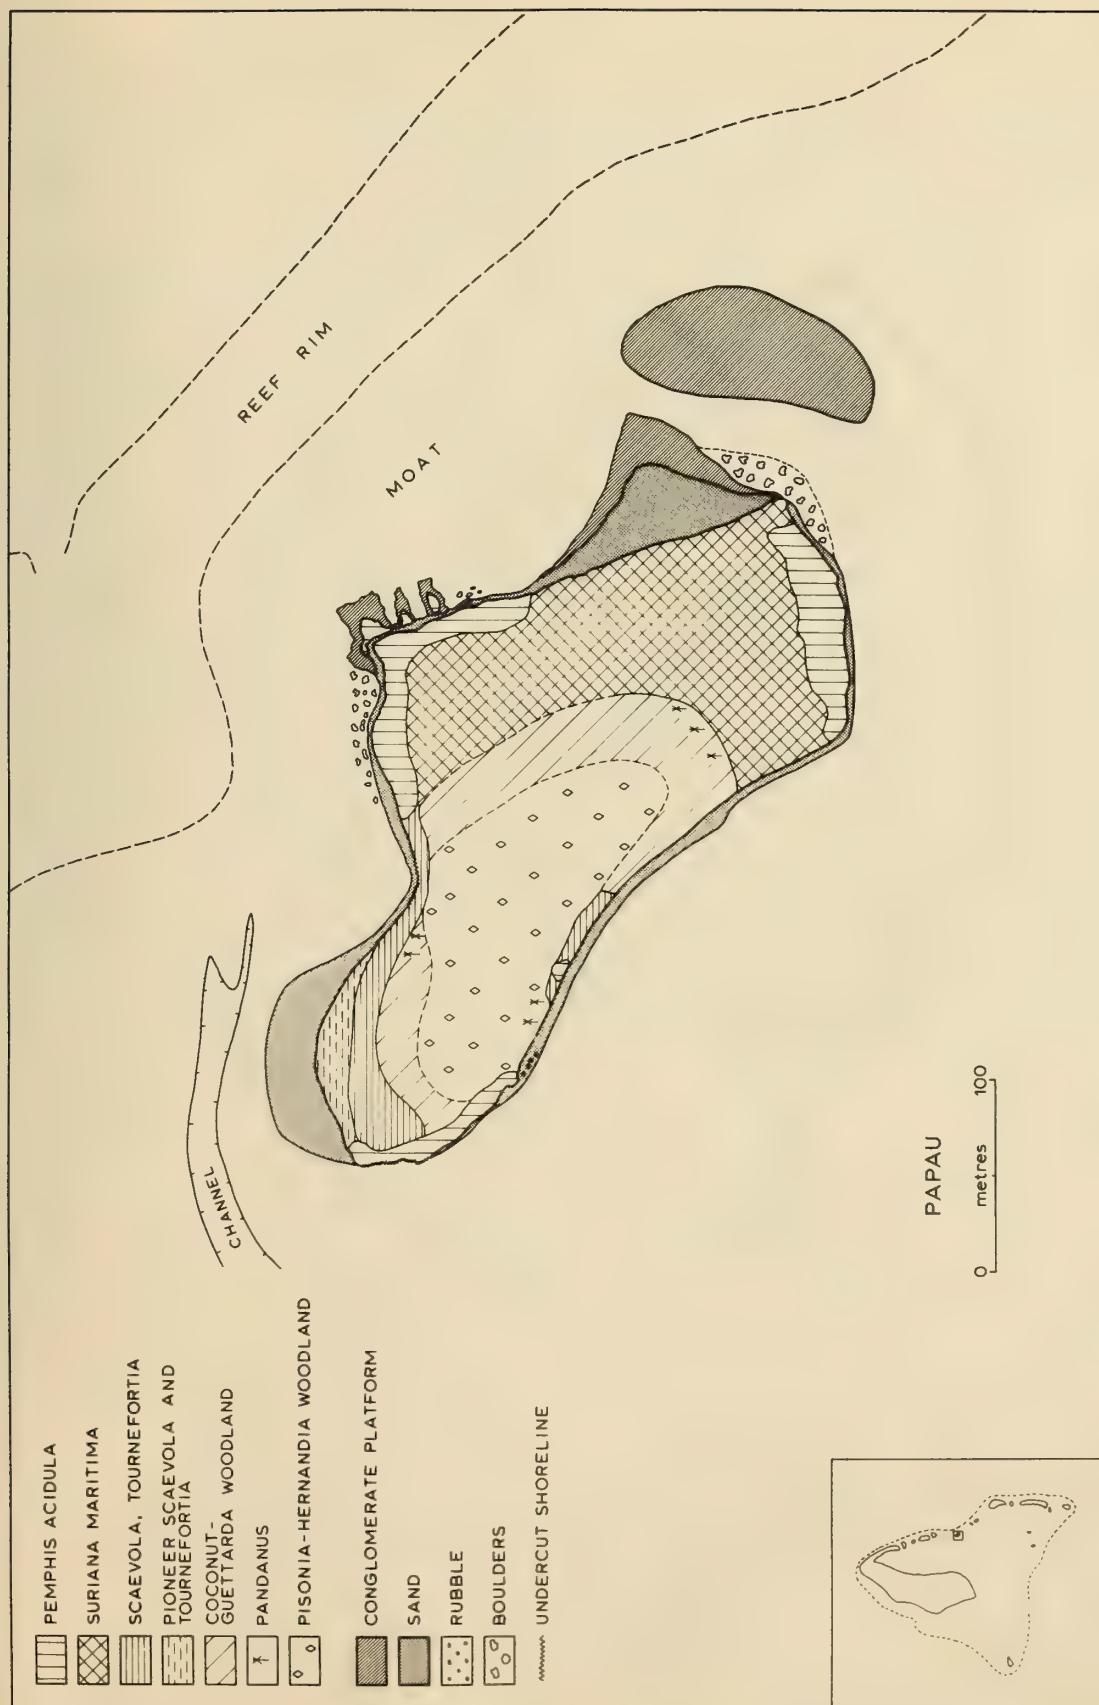 PEMPHIS ACIDULA
SURIANA MARITIMA
SCAEVOLA, TOURNEFORTIA
PIONEER SCAEVOLA AND
TOURNEFORTIA
COCONUT-
GUETTARDA WOODLAND
PANDANUS
PISONIA-HERNANDIA WOODLAND
CONGLOMERATE PLATFORM
SAND
RUBBLE
BOULDERS
UNDERCUT SHORELINE
CHANNEL
REEF RIM
MOAT
PAPAU
0 metres 100